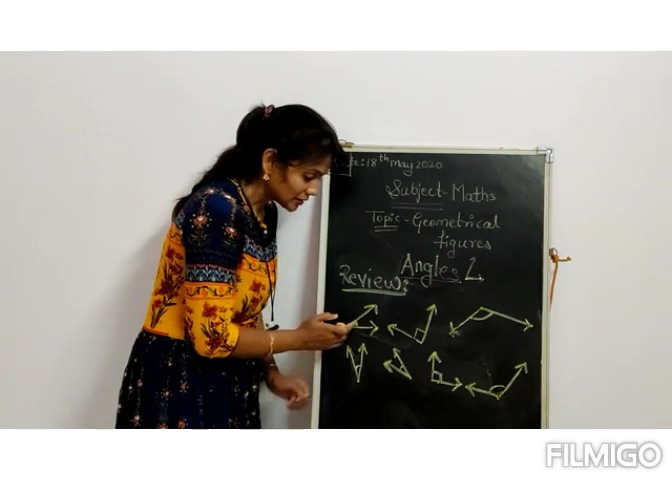 18th May 2020
Subject - Maths
Topic - Geometrical
figures
Angles ∠
Review:
FILMIGO